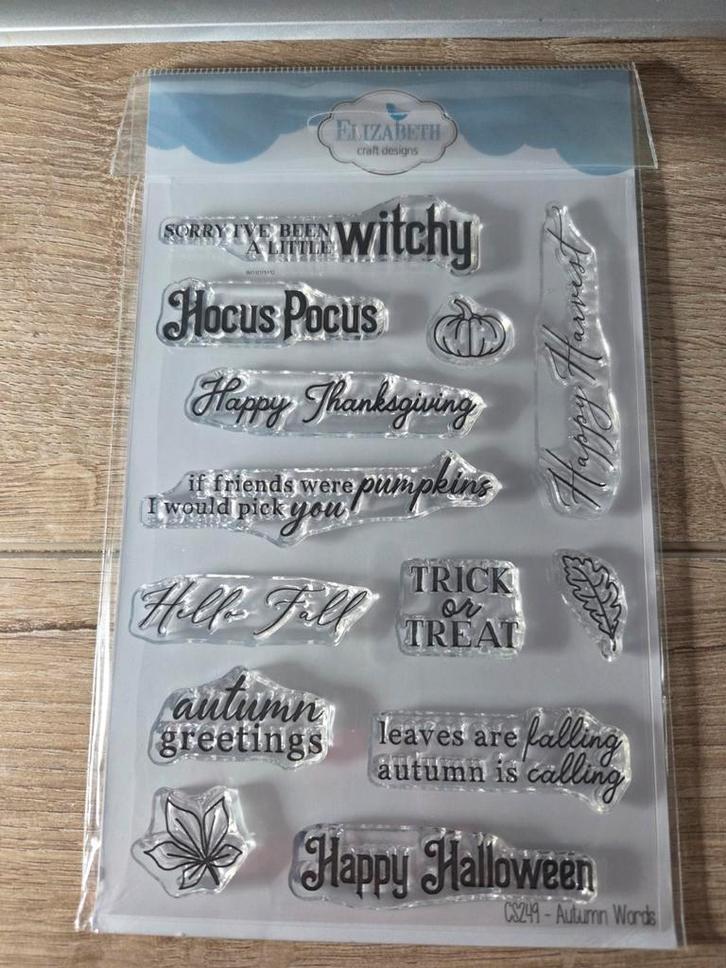 ELIZABETH
craft designs
SORRY I'VE BEEN
A LITTLE witchy
Hocus Pocus
Happy Harvest
Happy Thanksgiving
if friends were pumpkins
I would pick you
Hello Fall
TRICK
or
TREAT
autumn
greetings
leaves are falling
autumn is calling
Happy Halloween
CS249 - Autumn Words